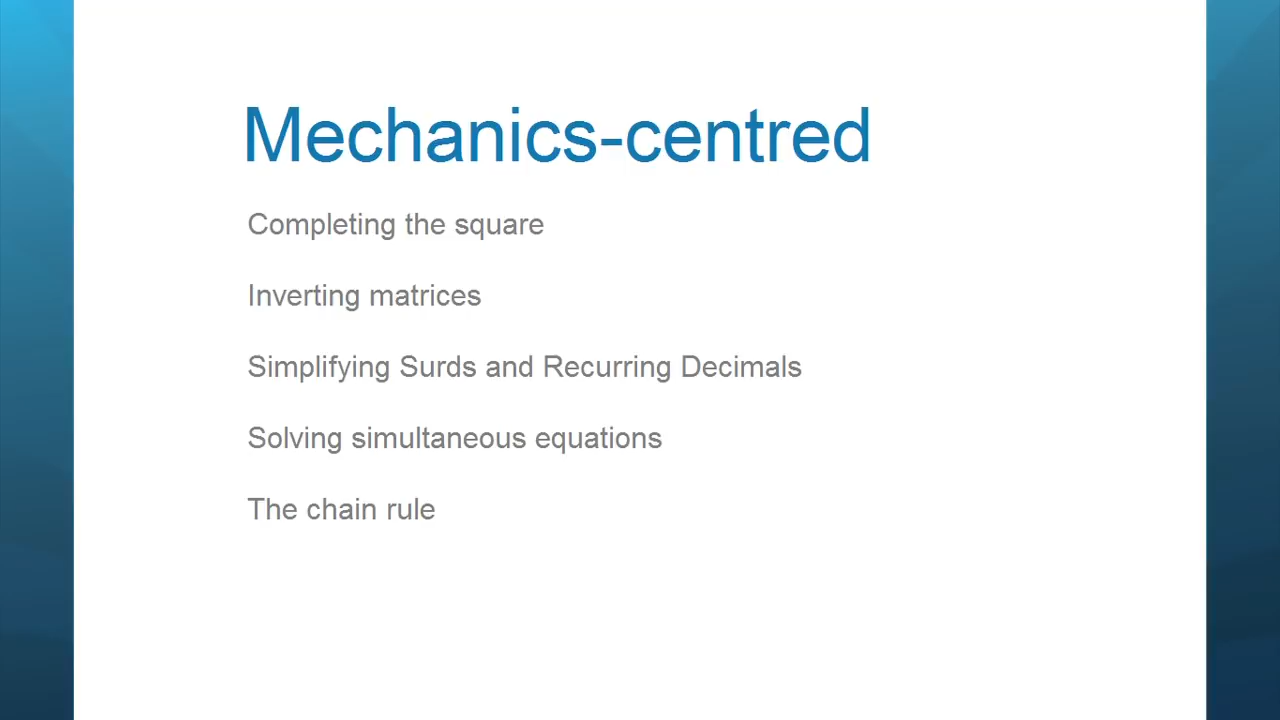 Mechanics-centred
Completing the square
Inverting matrices
Simplifying Surds and Recurring Decimals
Solving simultaneous equations
The chain rule